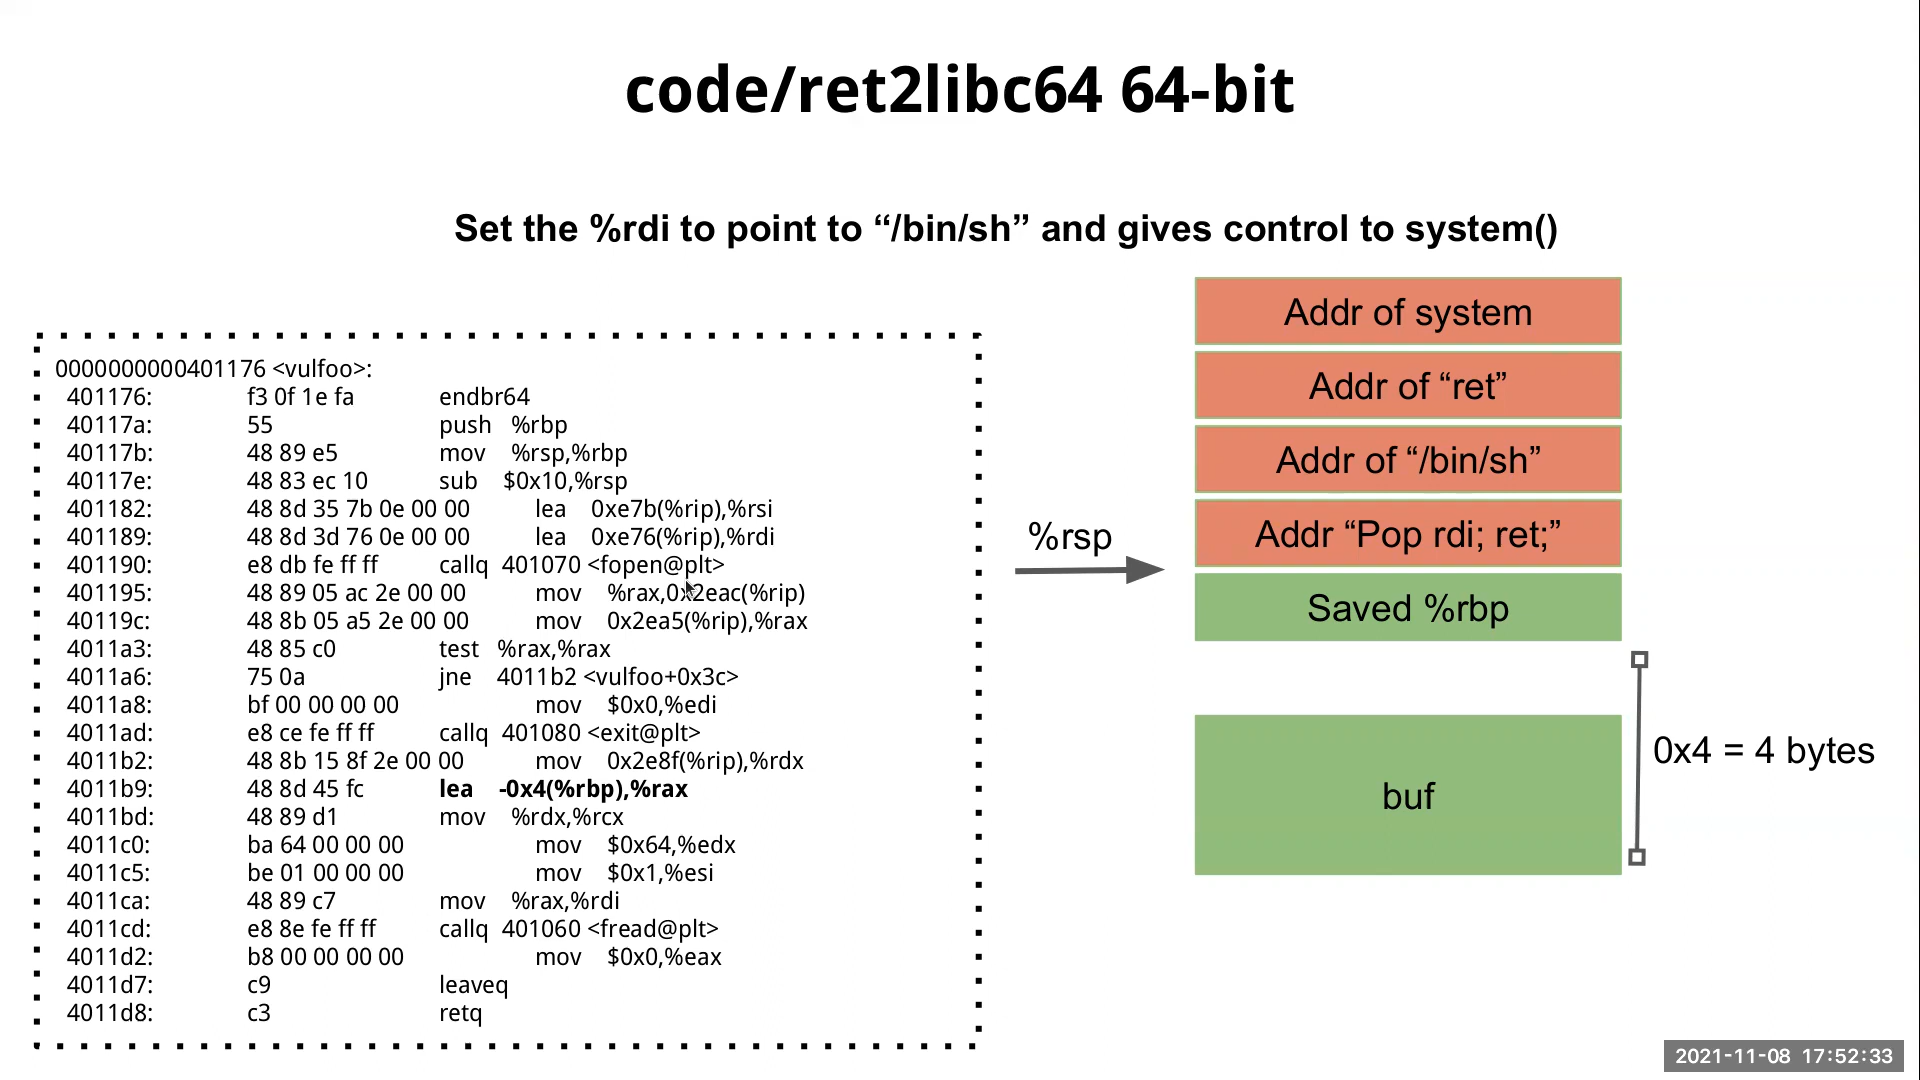 code/ret2libc64 64-bit
Set the %rdi to point to “/bin/sh” and gives control to system()
0000000000401176 <vulfoo>:
401176: f3 0f 1e fa endbr64
40117a: 55 push %rbp
40117b: 48 89 e5 mov %rsp,%rbp
40117e: 48 83 ec 10 sub $0x10,%rsp
401182: 48 8d 35 7b 0e 00 00 lea 0xe7b(%rip),%rsi
401189: 48 8d 3d 76 0e 00 00 lea 0xe76(%rip),%rdi
401190: e8 db fe ff ff callq 401070 <fopen@plt>
401195: 48 89 05 ac 2e 00 00 mov %rax,0x2eac(%rip)
40119c: 48 8b 05 a5 2e 00 00 mov 0x2ea5(%rip),%rax
4011a3: 48 85 c0 test %rax,%rax
4011a6: 75 0a jne 4011b2 <vulfoo+0x3c>
4011a8: bf 00 00 00 00 mov $0x0,%edi
4011ad: e8 ce fe ff ff callq 401080 <exit@plt>
4011b2: 48 8b 15 8f 2e 00 00 mov 0x2e8f(%rip),%rdx
4011b9: 48 8d 45 fc lea -0x4(%rbp),%rax
4011bd: 48 89 d1 mov %rdx,%rcx
4011c0: ba 64 00 00 00 mov $0x64,%edx
4011c5: be 01 00 00 00 mov $0x1,%esi
4011ca: 48 89 c7 mov %rax,%rdi
4011cd: e8 8e fe ff ff callq 401060 <fread@plt>
4011d2: b8 00 00 00 00 mov $0x0,%eax
4011d7: c9 leaveq
4011d8: c3 retq
%rsp
Addr of system
Addr of “ret”
Addr of “/bin/sh”
Addr “Pop rdi; ret;”
Saved %rbp
buf
0x4 = 4 bytes
2021-11-08 17:52:33